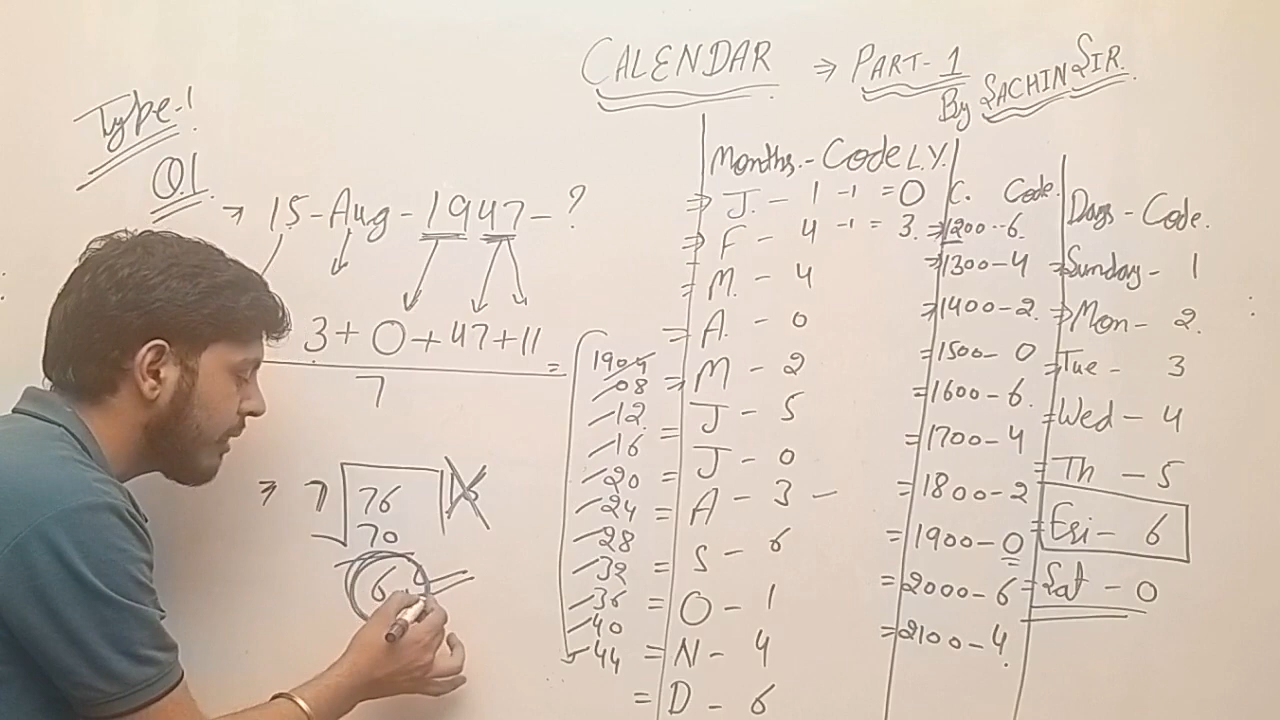 CALENDAR ⇒ PART-1
By SACHIN SIR.
Type-1
Q1.
→ 15-Aug-1947-?
3+0+47+11
=
7
⇒ 7 76
70
6
1904
08
12
16
20
24
28
32
36
40
44
Months.- Code L.Y.
⇒ J. - 1 -1 = 0
⇒ F - 4 -1 = 3.
= M. - 4
⇒ A. - 0
⇒ M - 2
= J - 5
= J - 0
= A - 3 -
= S - 6
= O - 1
= N - 4
= D - 6
C. Code.
⇒1200--6.
⇒1300-4
⇒1400-2.
=1500-0
=1600-6.
⇒1700-4
=1800-2
=1900-0
=2000-6
=2100-4.
Days - Code.
⇒Sunday- 1
⇒Mon- 2.
=Tue- 3
=Wed- 4
=Th - 5
=Fri- 6
=Sat - 0